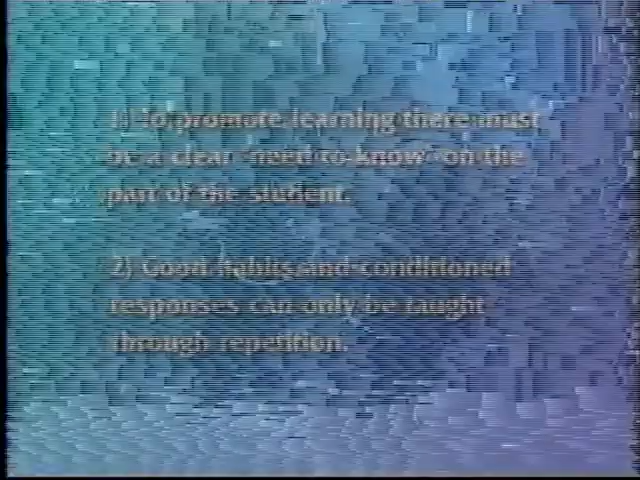 1) To promote learning there must
be a clear "need-to-know" on the
part of the student.
2) Good habits and conditioned
responses can only be taught
through repetition.